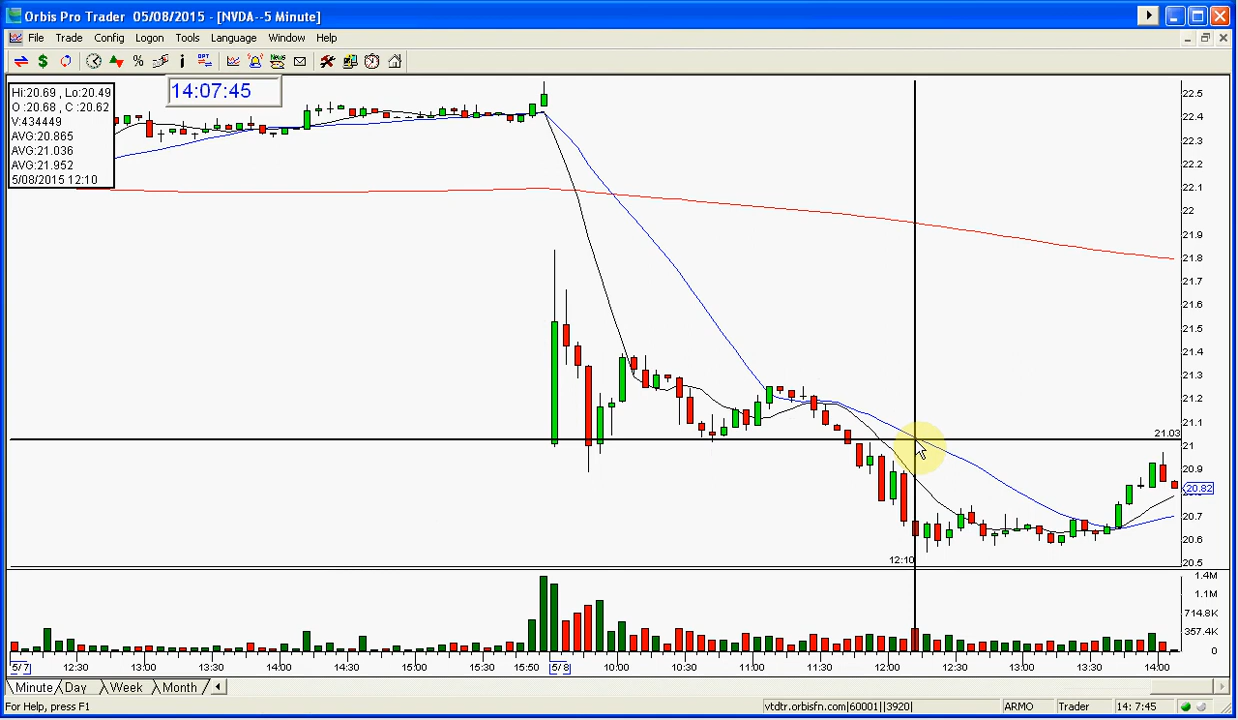 Orbis Pro Trader 05/08/2015 - [NVDA--5 Minute]
File Trade Config Logon Tools Language Window Help
OPT
News
14:07:45
Hi:20.69 , Lo:20.49
O :20.68 , C :20.62
V:434449
AVG:20.865
AVG:21.036
AVG:21.952
5/08/2015 12:10
22.5
22.4
22.3
22.2
22.1
22
21.9
21.8
21.7
21.6
21.5
21.4
21.3
21.2
21.1
21.03
21
20.9
20.82
20.7
20.6
12:10
20.5
1.4M
1.1M
714.8K
357.4K
0
5/7 12:30 13:00 13:30 14:00 14:30 15:00 15:30 15:50 5/8 10:00 10:30 11:00 11:30 12:00 12:30 13:00 13:30 14:00
Minute Day Week Month
For Help, press F1 vtdtr.orbisfn.com|60001||3920| ARMO Trader 14: 7:45